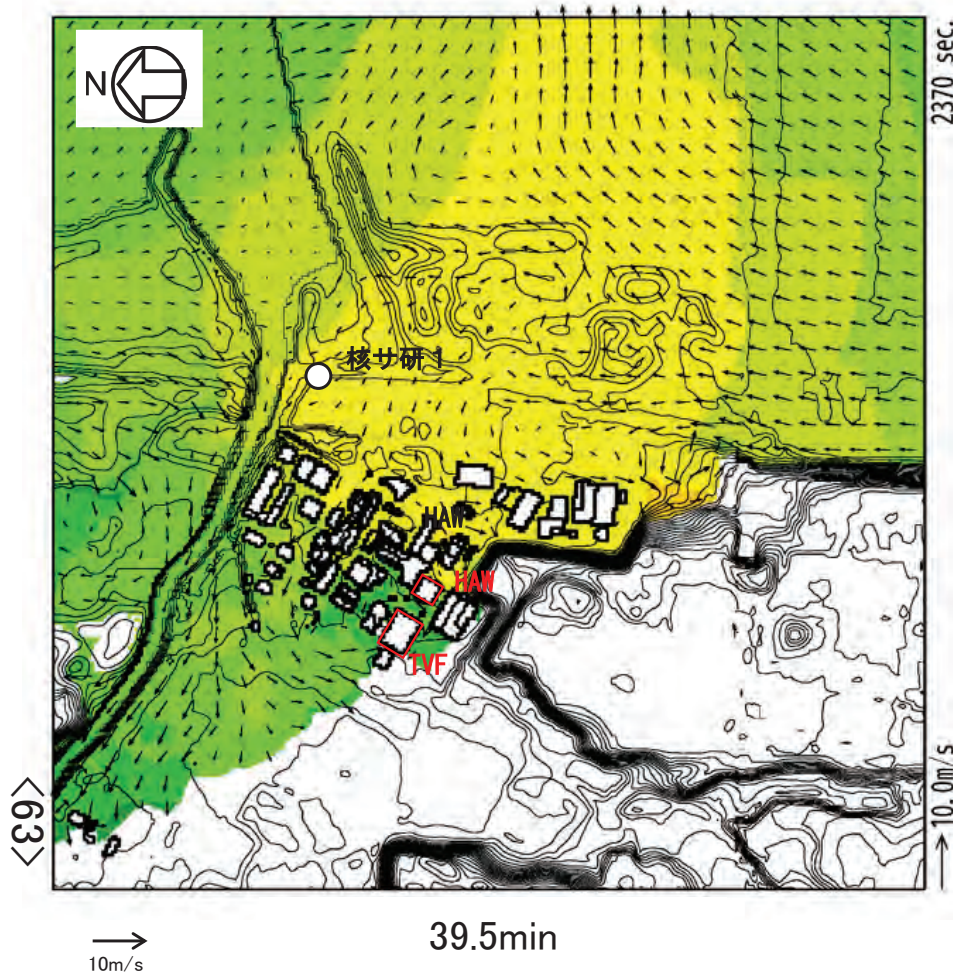 N
2370 sec.
核サ研1
HAW
HAW
TVF
<63>
10.0m/s
39.5min
10m/s